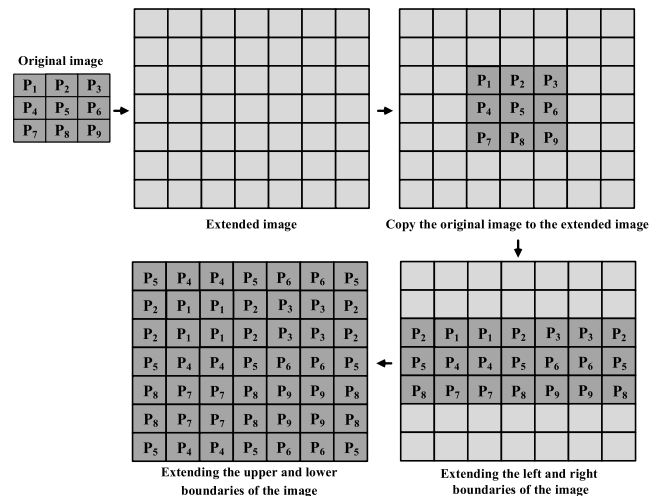 Original image
P₁ P₂ P₃
P₄ P₅ P₆
P₇ P₈ P₉
Extended image
P₁ P₂ P₃
P₄ P₅ P₆
P₇ P₈ P₉
Copy the original image to the extended image
P₅ P₄ P₄ P₅ P₆ P₆ P₅
P₂ P₁ P₁ P₂ P₃ P₃ P₂
P₂ P₁ P₁ P₂ P₃ P₃ P₂
P₅ P₄ P₄ P₅ P₆ P₆ P₅
P₈ P₇ P₇ P₈ P₉ P₉ P₈
P₈ P₇ P₇ P₈ P₉ P₉ P₈
P₅ P₄ P₄ P₅ P₆ P₆ P₅
Extending the upper and lower
boundaries of the image
P₂ P₁ P₁ P₂ P₃ P₃ P₂
P₅ P₄ P₄ P₅ P₆ P₆ P₅
P₈ P₇ P₇ P₈ P₉ P₉ P₈
Extending the left and right
boundaries of the image